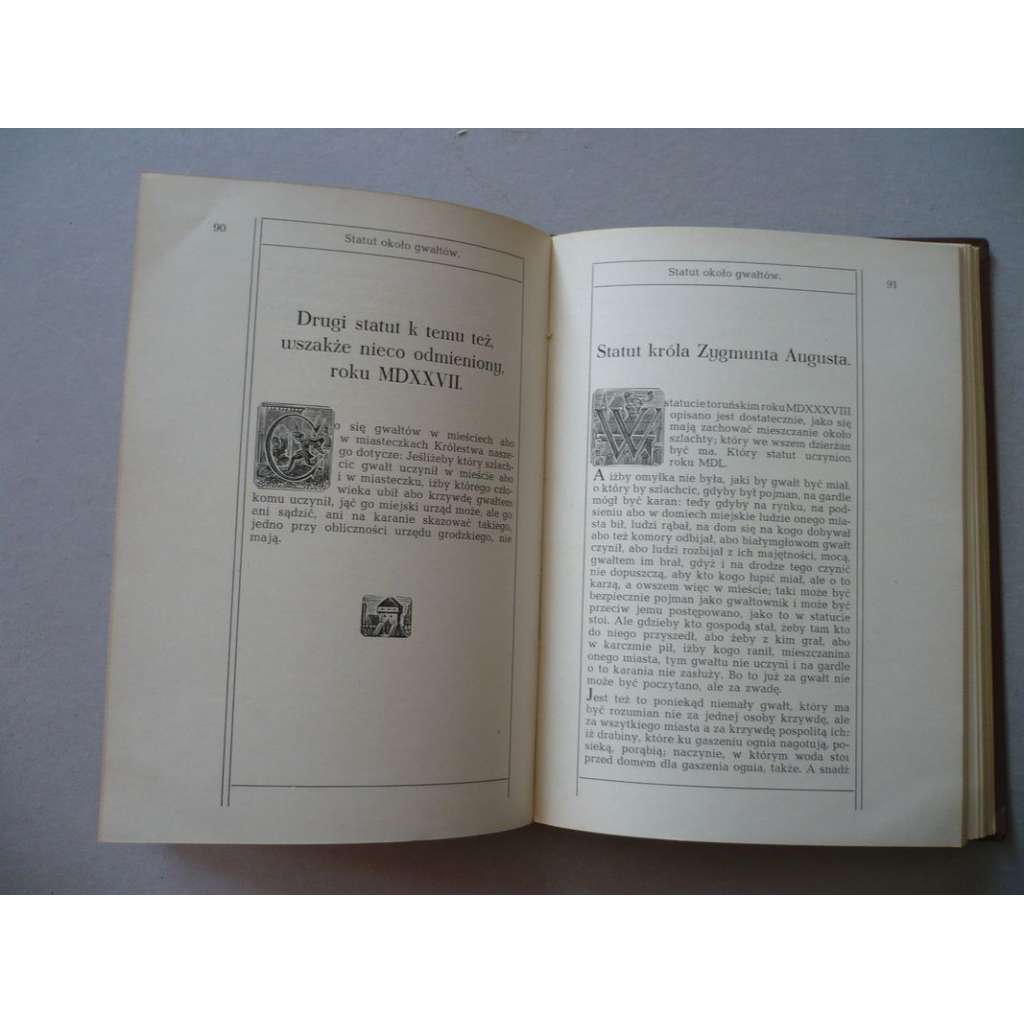 90
Statut około gwałtów.
Drugi statut k temu też,
wszakże nieco odmieniony,
roku MDXXVII.
Co się gwałtów w mieściech abo
w miasteczkach Królestwa nasze-
go dotycze: Jeśliżeby który szlach-
cic gwałt uczynił w mieście abo
i w miasteczku, iżby którego czło-
wieka ubił abo krzywdę gwałtem
komu uczynił, jąć go miejski urząd może, ale go
ani sądzić, ani na karanie skazować takiego,
jedno przy obliczności urzędu grodzkiego, nie
mają.
Statut około gwałtów.
91
Statut króla Zygmunta Augusta.
W statucie toruńskim roku MDXXXVIII
opisano jest dostatecznie, jako się
mają zachować mieszczanie około
szlachty; który we wszem dzierżan
być ma. Który statut uczynion
roku MDL.
Aiżby omyłka nie była, jaki by gwałt być miał,
o który by szlachcic, gdyby był pojman, na gardle
mógł być karan: tedy gdyby na rynku, na pod-
sieniu abo w domiech miejskie ludzie onego mia-
sta bił, ludzi rąbał, na dom się na kogo dobywał
abo też komory odbijał, abo białymgłowom gwałt
czynił, abo ludzi rozbijał z ich majętności, mocą,
gwałtem im brał, gdyż i na drodze tego czynić
nie dopuszczą, aby kto kogo łupić miał, ale o to
karzą, a owszem więc w mieście; taki może być
bezpiecznie pojman jako gwałtownik i może być
przeciw jemu postępowano, jako to w statucie
stoi. Ale gdzieby kto gospodą stał, żeby tam kto
do niego przyszedł, abo żeby z kim grał, abo
w karczmie pił, iżby kogo ranił, mieszczanina
onego miasta, tym gwałtu nie uczyni i na gardle
o to karania nie zasłuży. Bo to już za gwałt nie
może być poczytano, ale za zwadę.
Jest też to poniekąd niemały gwałt, który ma
być rozumian nie za jednej osoby krzywdę, ale
za wszytkiego miasta a za krzywdę pospolitą ich:
iż drabiny, które ku gaszeniu ognia nagotują, po-
sieką, porąbią; naczynie, w którym woda stoi
przed domem dla gaszenia ognia, także. A snadź